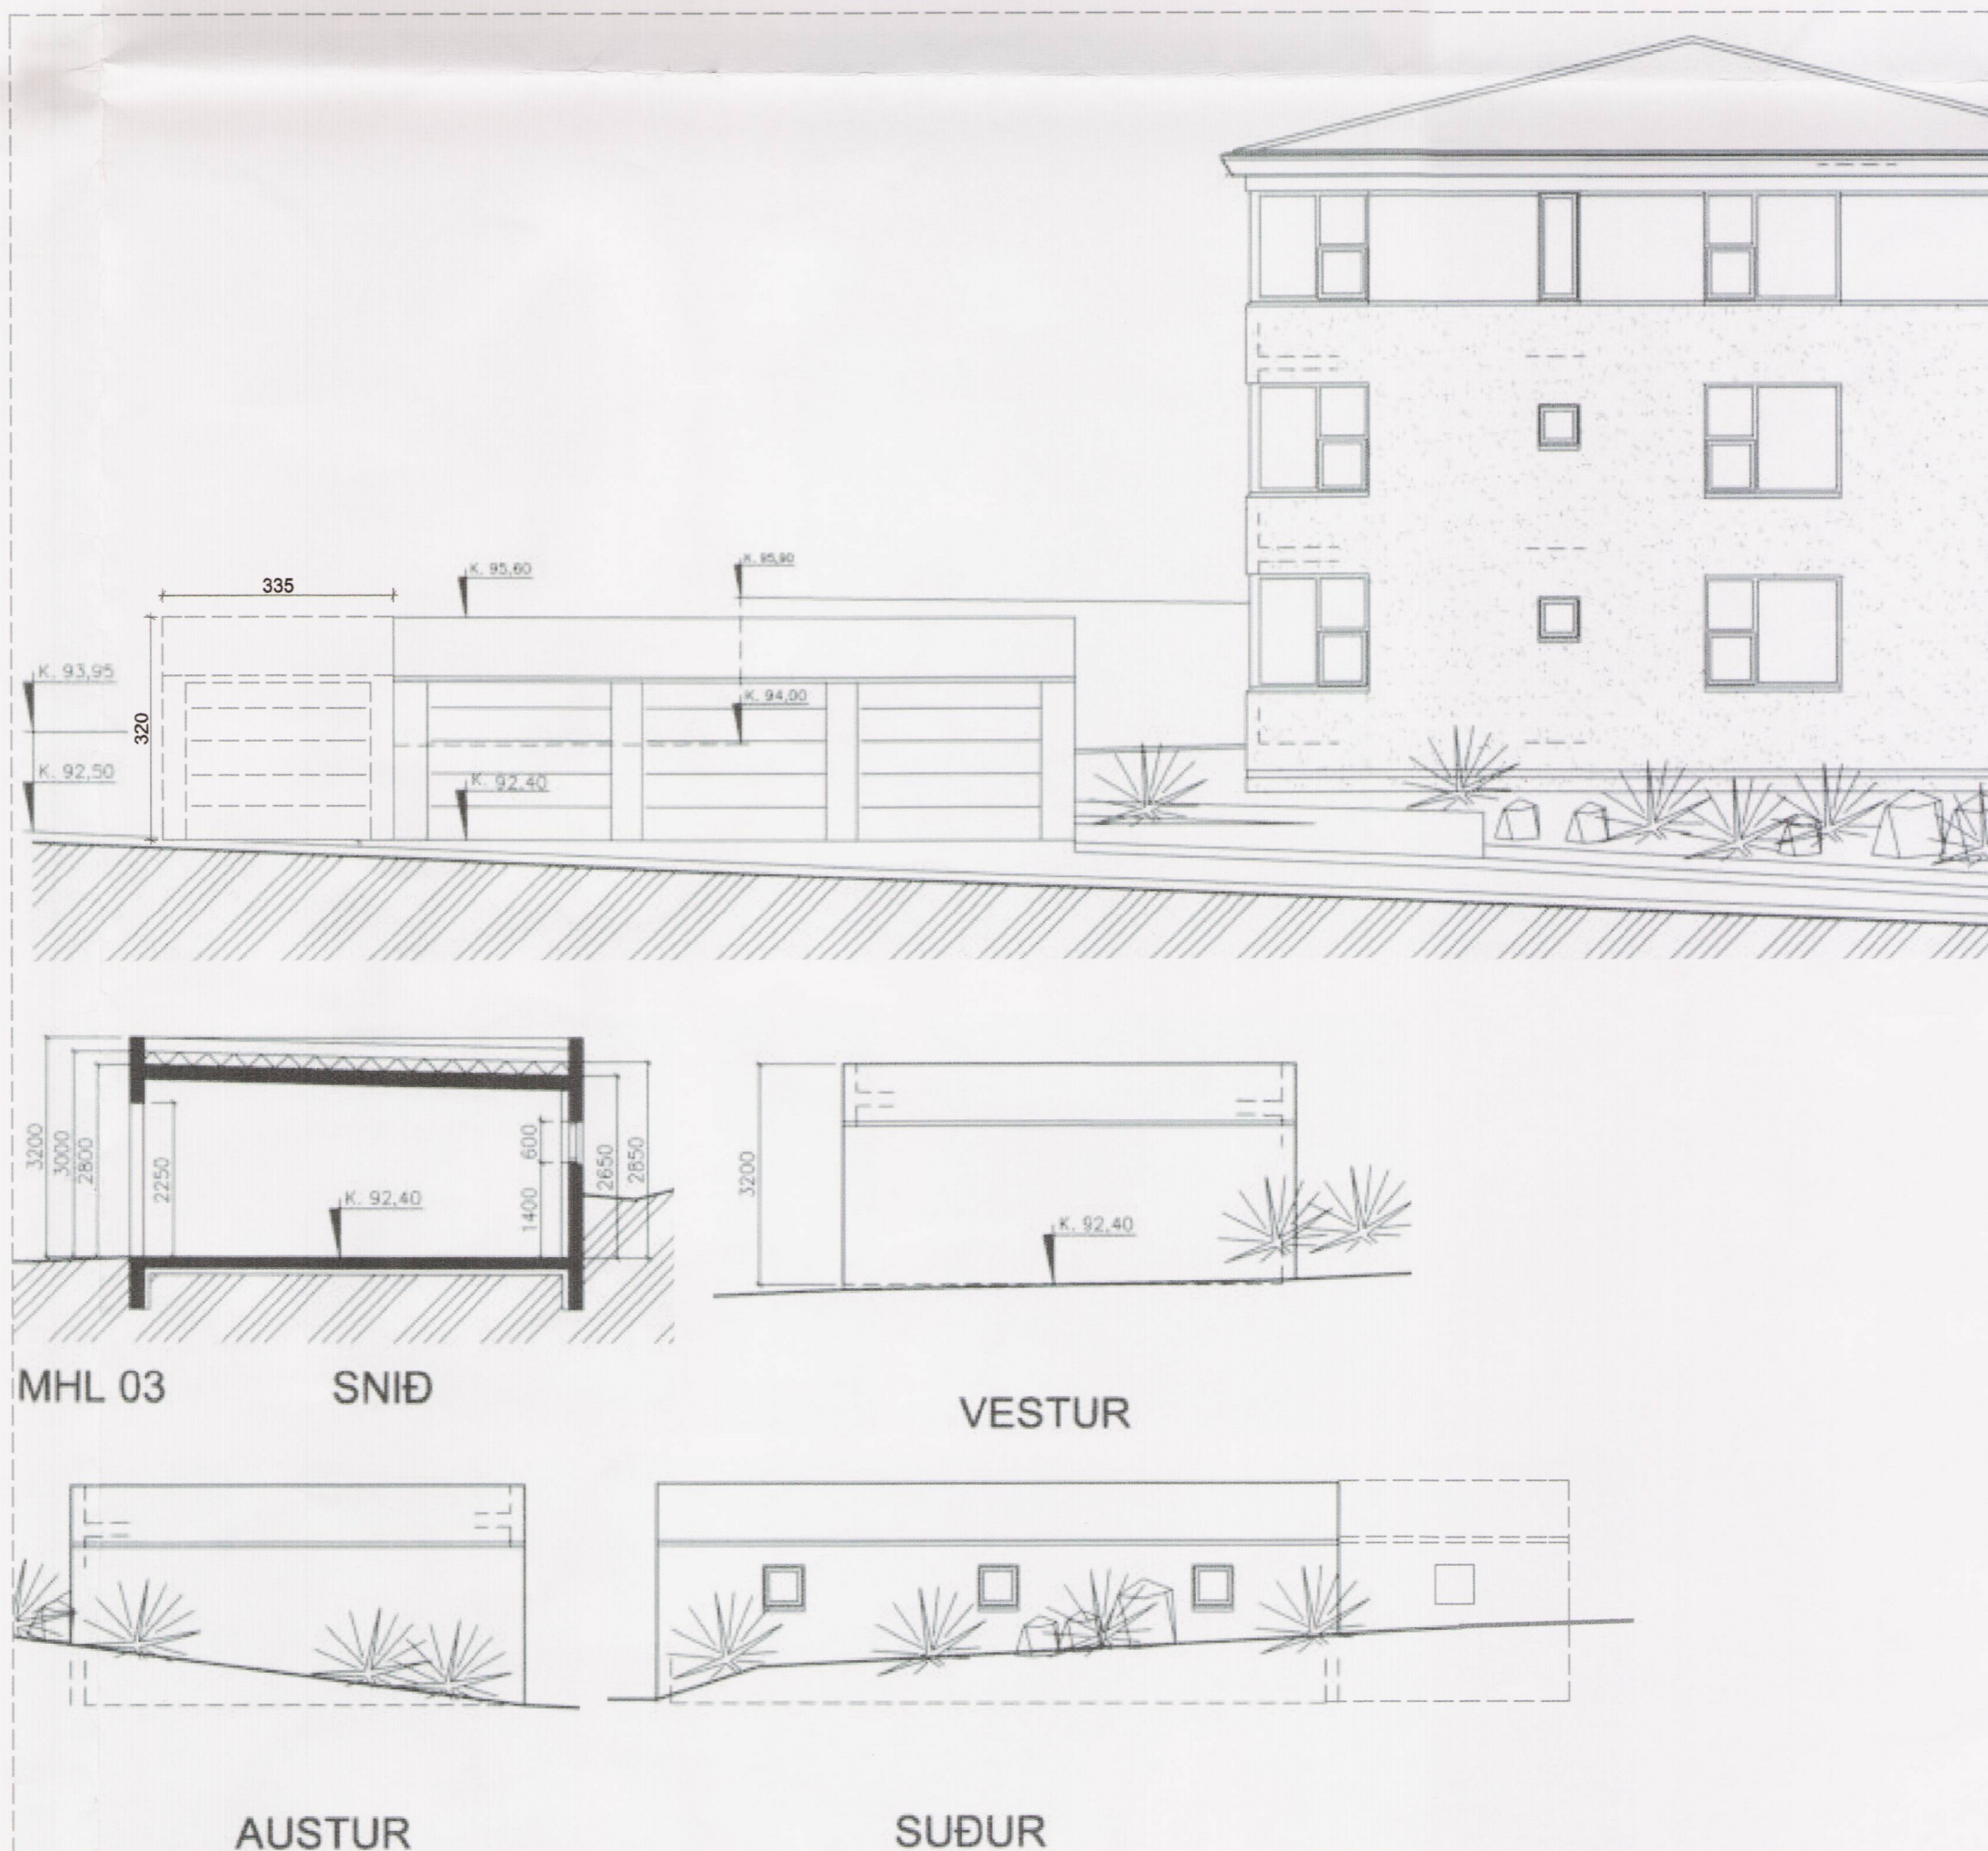 335
K. 95,60
K. 95,90
K. 93,95
320
K. 94,00
K. 92,50
K. 92,40
3200
3000
2800
2250
K. 92,40
600
1400
2650
2850
3200
K. 92,40
MHL 03
SNIÐ
VESTUR
AUSTUR
SUÐUR